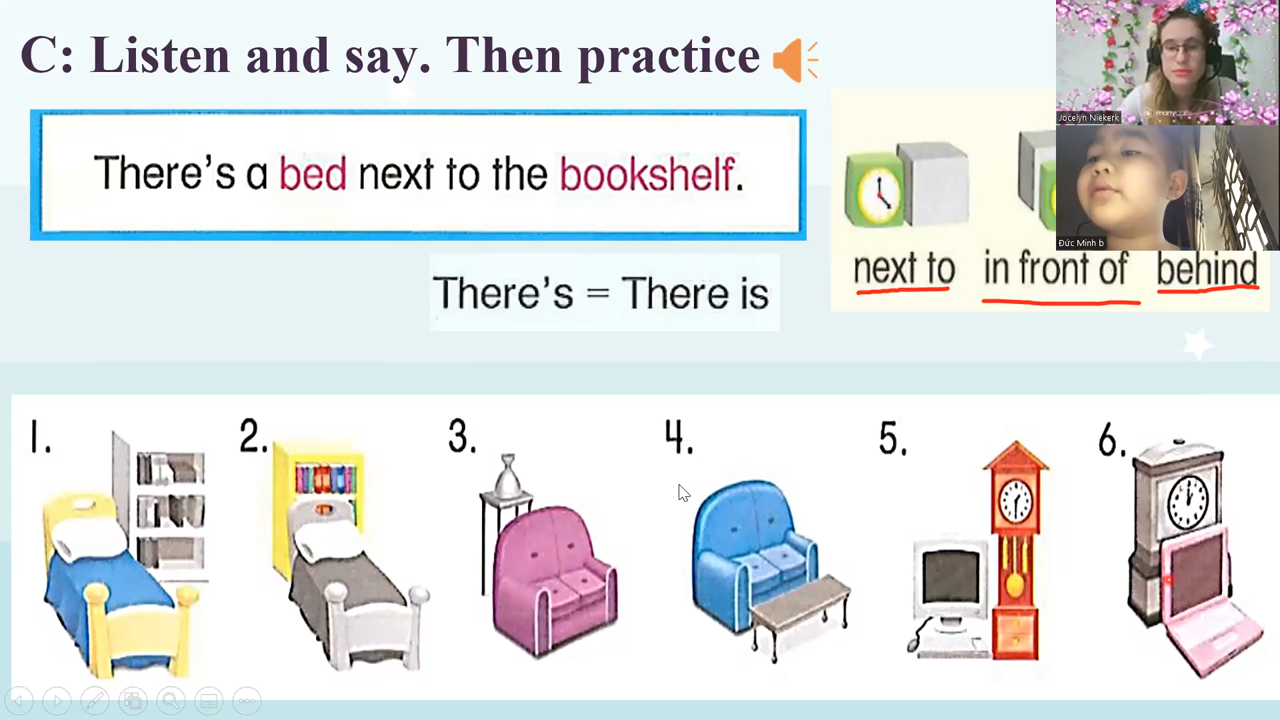 C: Listen and say. Then practice
Jocelyn Niekerk
There's a bed next to the bookshelf.
Đức Minh b
next to in front of behind
There's = There is
1. 2. 3. 4. 5. 6.